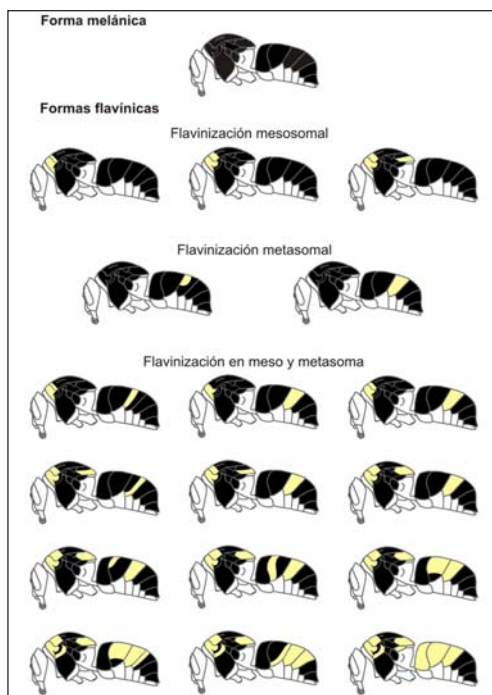 Forma melánica
Formas flavínicas
Flavinización mesosomal
Flavinización metasomal
Flavinización en meso y metasoma